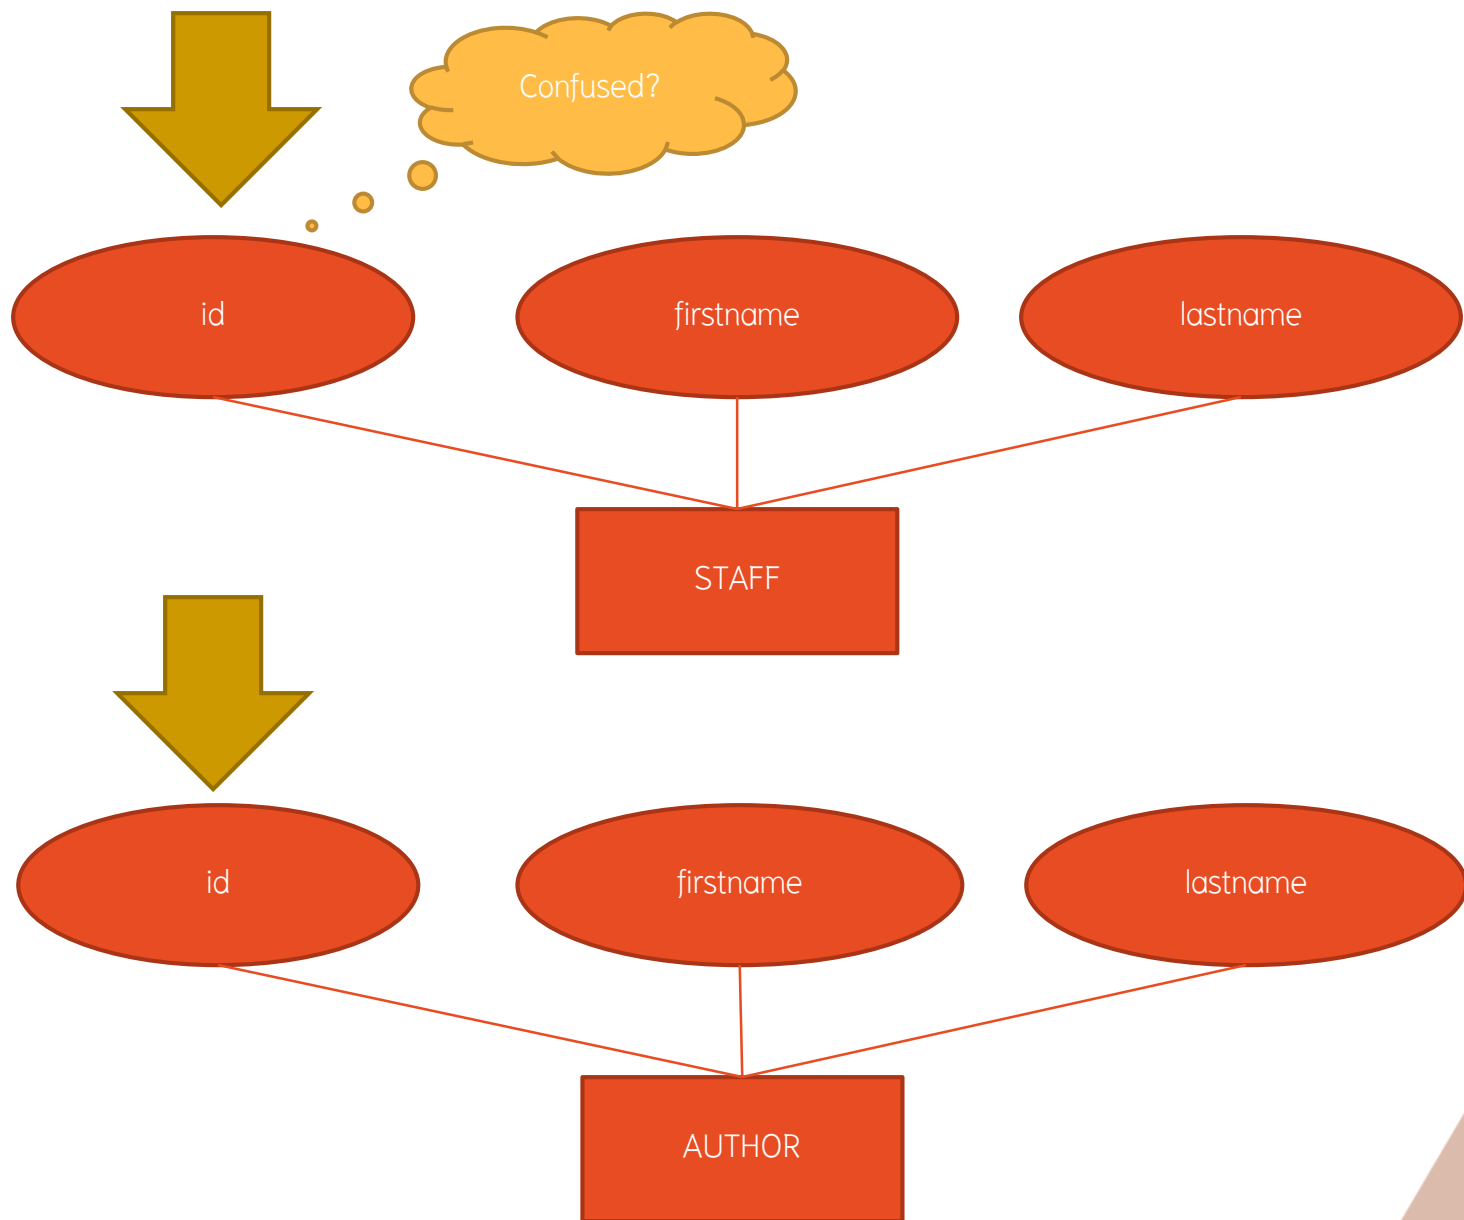 Confused?
id
firstname
lastname
STAFF
id
firstname
lastname
AUTHOR